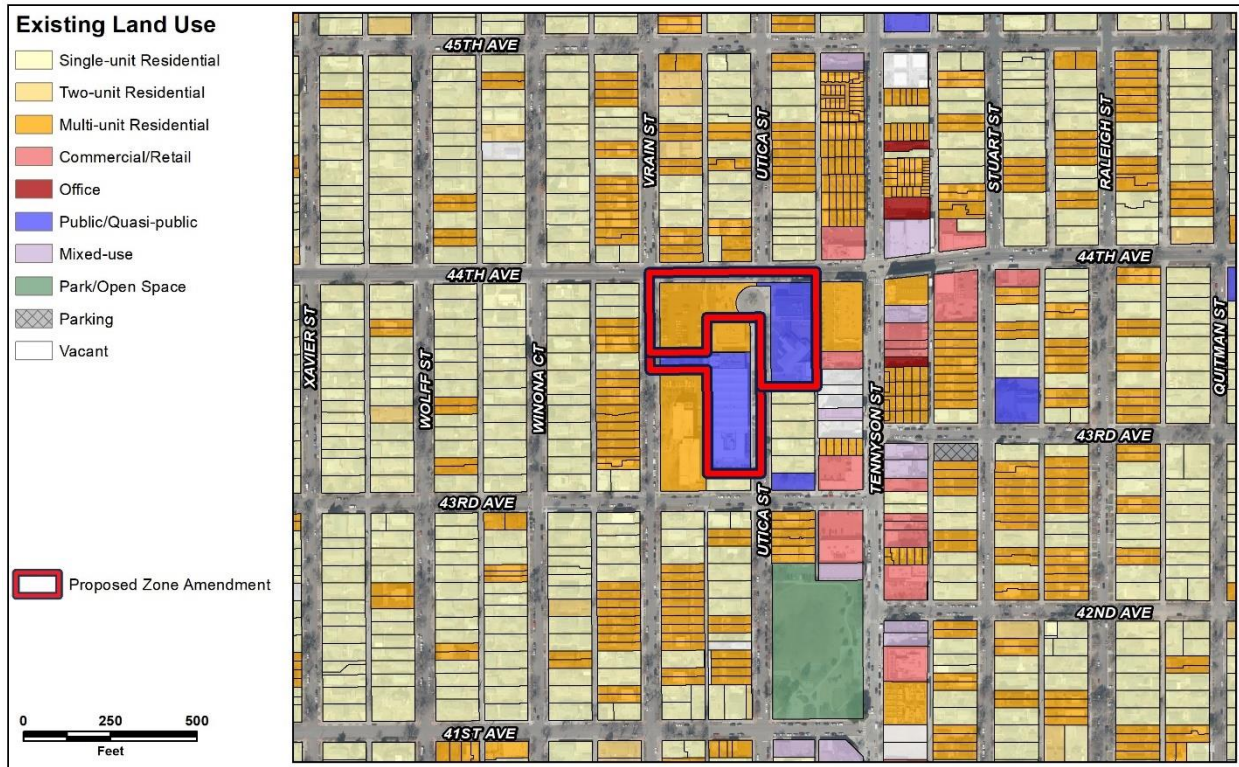 Existing Land Use
Single-unit Residential
Two-unit Residential
Multi-unit Residential
Commercial/Retail
Office
Public/Quasi-public
Mixed-use
Park/Open Space
Parking
Vacant
Proposed Zone Amendment
0 250 500
Feet
45TH AVE
VRAIN ST
UTICA ST
STUART ST
RALEIGH ST
44TH AVE
44TH AVE
XAVIER ST
WOLFF ST
WINONA CT
TENNYSON ST
QUITMAN ST
43RD AVE
43RD AVE
UTICA ST
42ND AVE
41ST AVE